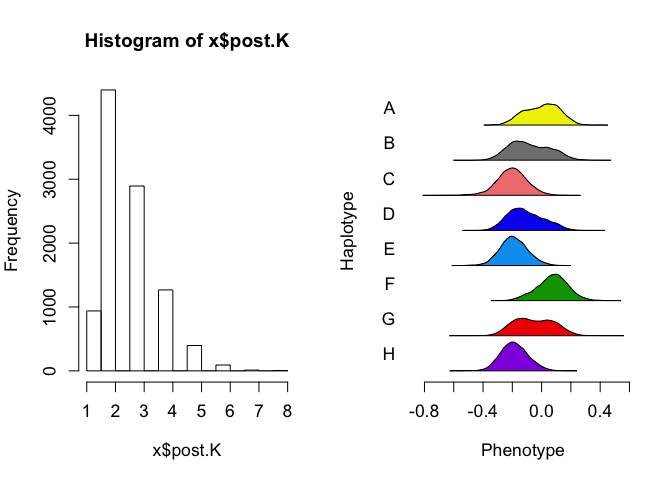 Histogram of x$post.K
Frequency
0
1000
2000
3000
4000
1 2 3 4 5 6 7 8
x$post.K
Haplotype
A
B
C
D
E
F
G
H
-0.8 -0.4 0.0 0.4
Phenotype